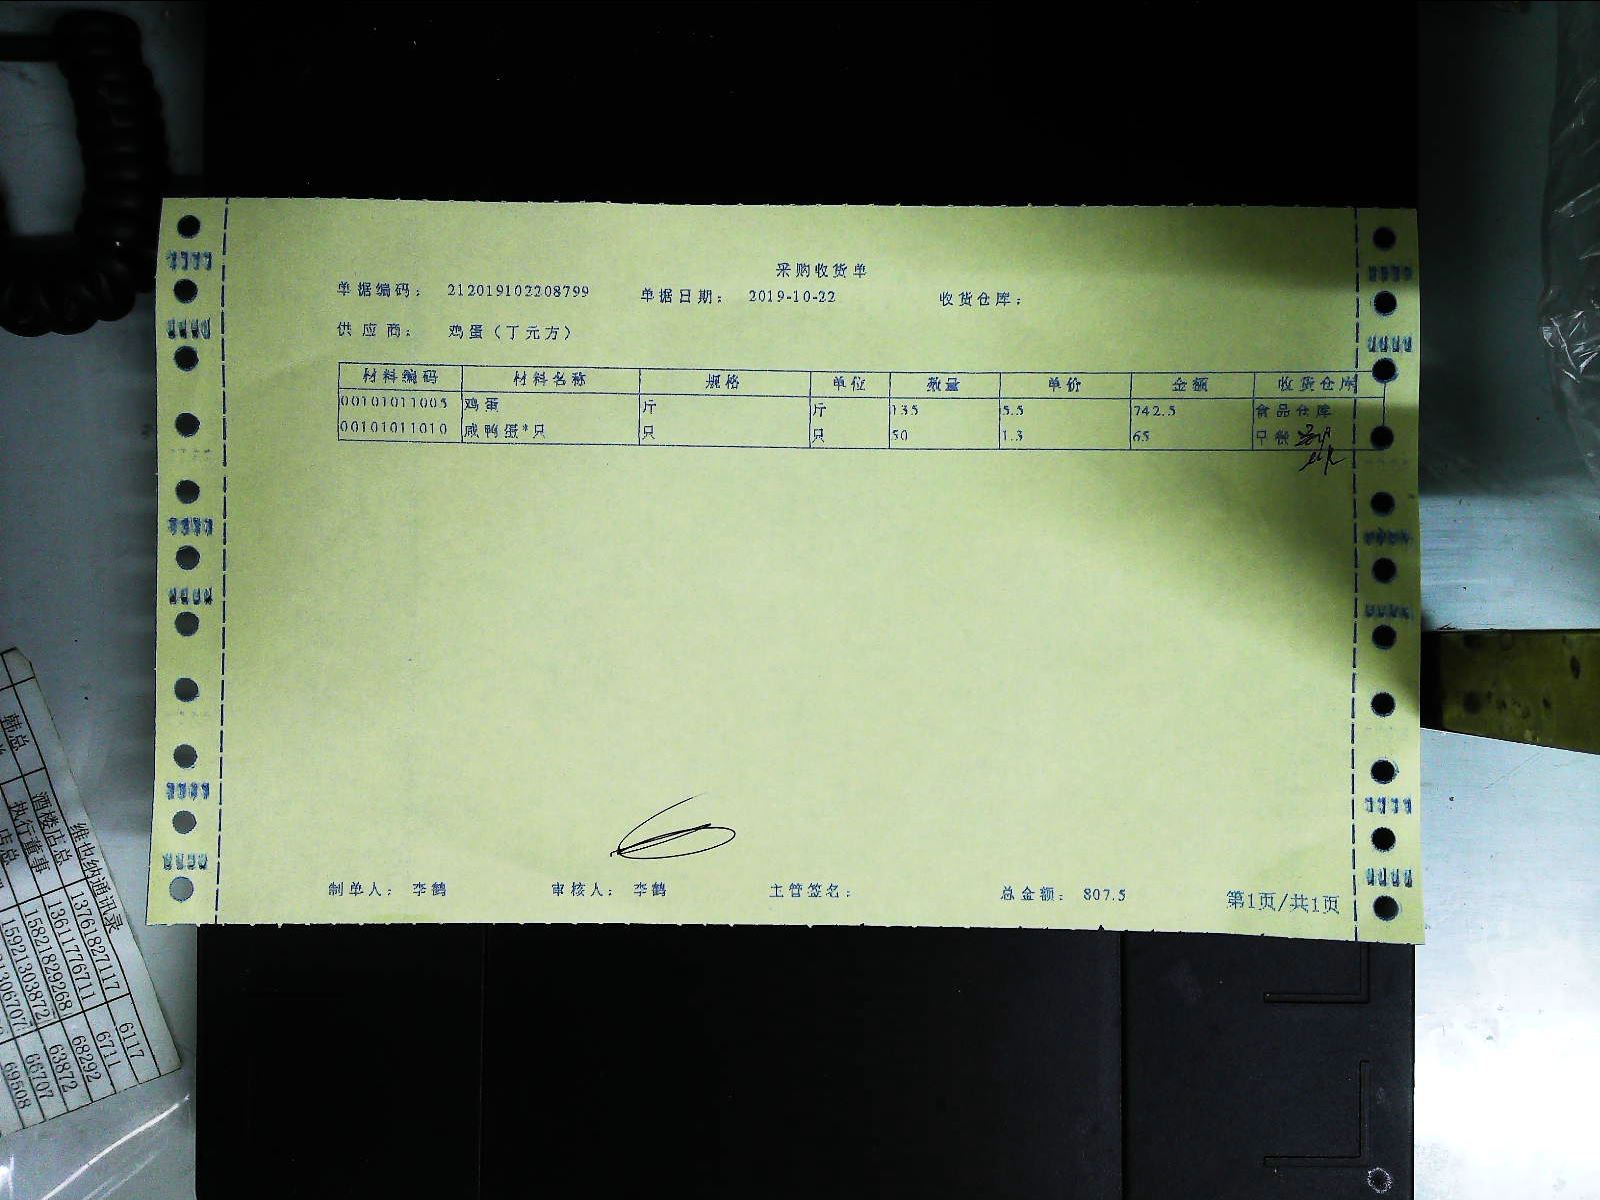 采购收货单
单据编码： 212019102208799 单据日期： 2019-10-22 收货仓库：
供应商： 鸡蛋（丁元方）
材料编码 材料名称 规格 单位 数量 单价 金额 收货仓库
00101011005 鸡蛋 斤 斤 135 5.5 742.5 食品仓库
00101011010 咸鸭蛋*只 只 只 50 1.3 65 早餐
制单人： 李鹤 审核人： 李鹤 主管签名： 总金额： 807.5 第1页/共1页
维也纳通讯录
韩总 酒楼店总 13761827117 6117
执行董事 13611776711 6711
店总 15821829268 68292
15921303872 63872
66707
69508